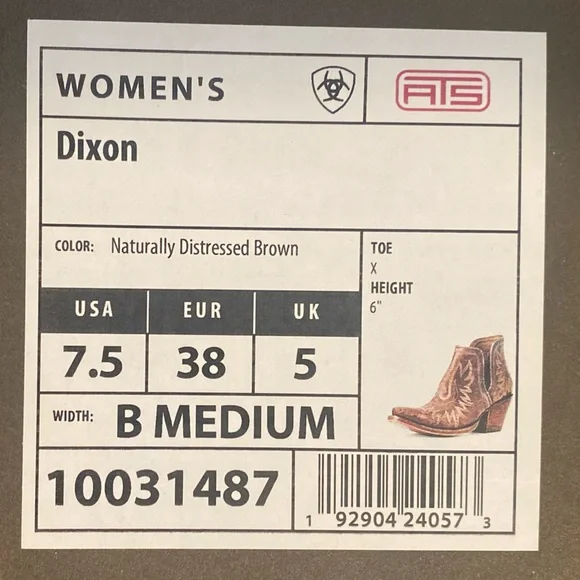 WOMEN'S
ATS
Dixon
COLOR: Naturally Distressed Brown
TOE
X
HEIGHT
6"
USA EUR UK
7.5 38 5
WIDTH: B MEDIUM
10031487
1 92904 24057 3